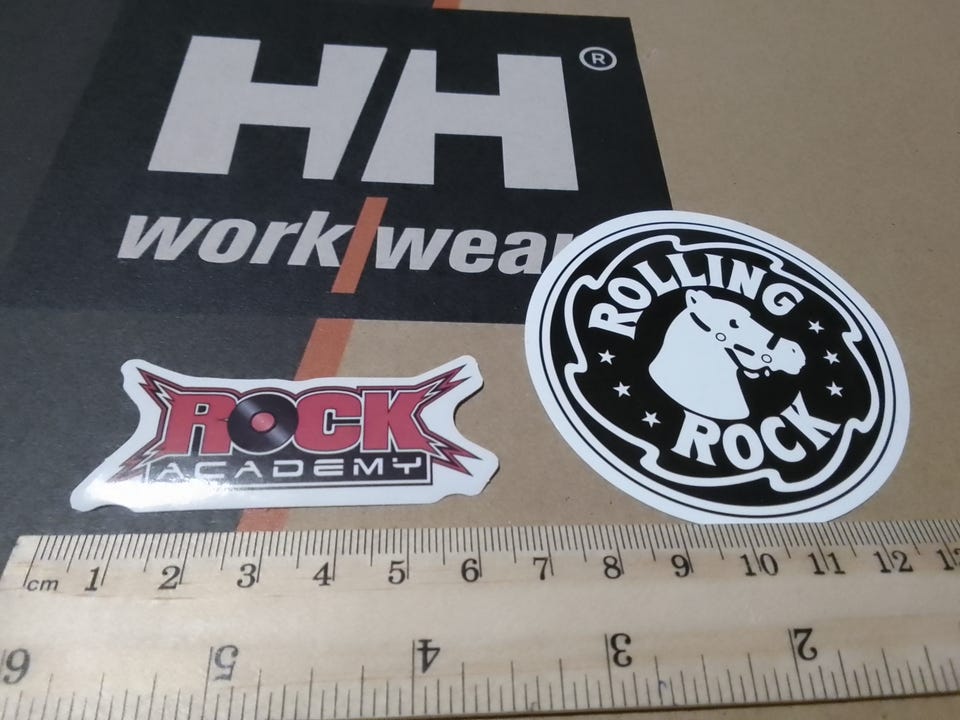 HH®
work/wear
ROLLING
ROCK
ROCK
ACADEMY
cm 1 2 3 4 5 6 7 8 9 10 11 12
6 5 4 3 2